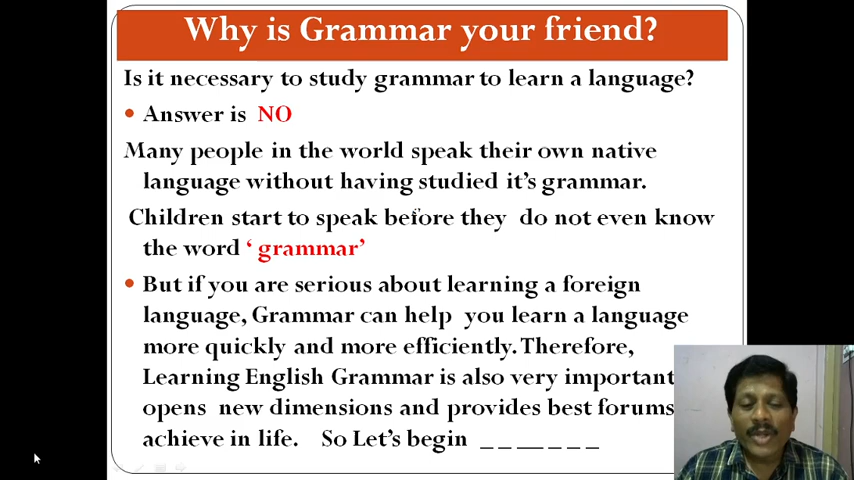 Why is Grammar your friend?
Is it necessary to study grammar to learn a language?
• Answer is NO
Many people in the world speak their own native
language without having studied it's grammar.
Children start to speak before they do not even know
the word ‘ grammar’
• But if you are serious about learning a foreign
language, Grammar can help you learn a language
more quickly and more efficiently. Therefore,
Learning English Grammar is also very important
opens new dimensions and provides best forums
achieve in life. So Let's begin _ _ __ _ _ _